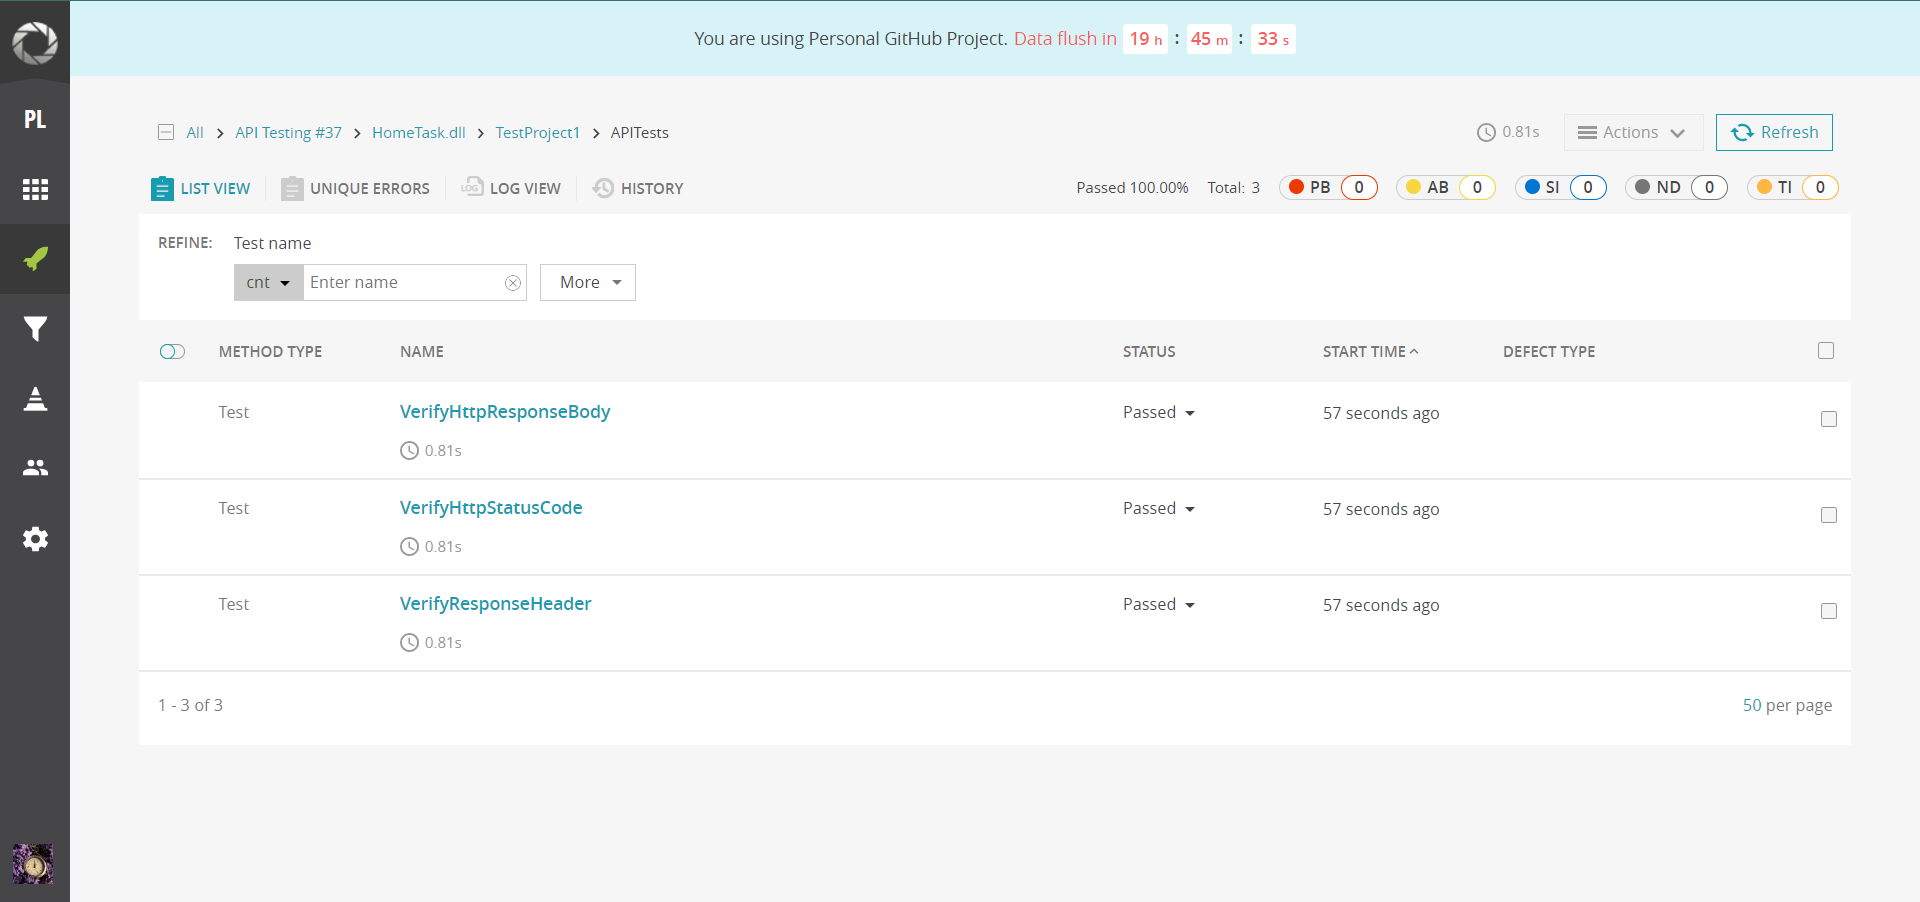 You are using Personal GitHub Project. Data flush in 19 h : 45 m : 33 s
PL
All > API Testing #37 > HomeTask.dll > TestProject1 > APITests
0.81s
Actions
Refresh
LIST VIEW
UNIQUE ERRORS
LOG VIEW
HISTORY
Passed 100.00% Total: 3
PB 0
AB 0
SI 0
ND 0
TI 0
REFINE: Test name
cnt Enter name
More
METHOD TYPE NAME STATUS START TIME DEFECT TYPE
Test VerifyHttpResponseBody Passed 57 seconds ago
0.81s
Test VerifyHttpStatusCode Passed 57 seconds ago
0.81s
Test VerifyResponseHeader Passed 57 seconds ago
0.81s
1 - 3 of 3
50 per page